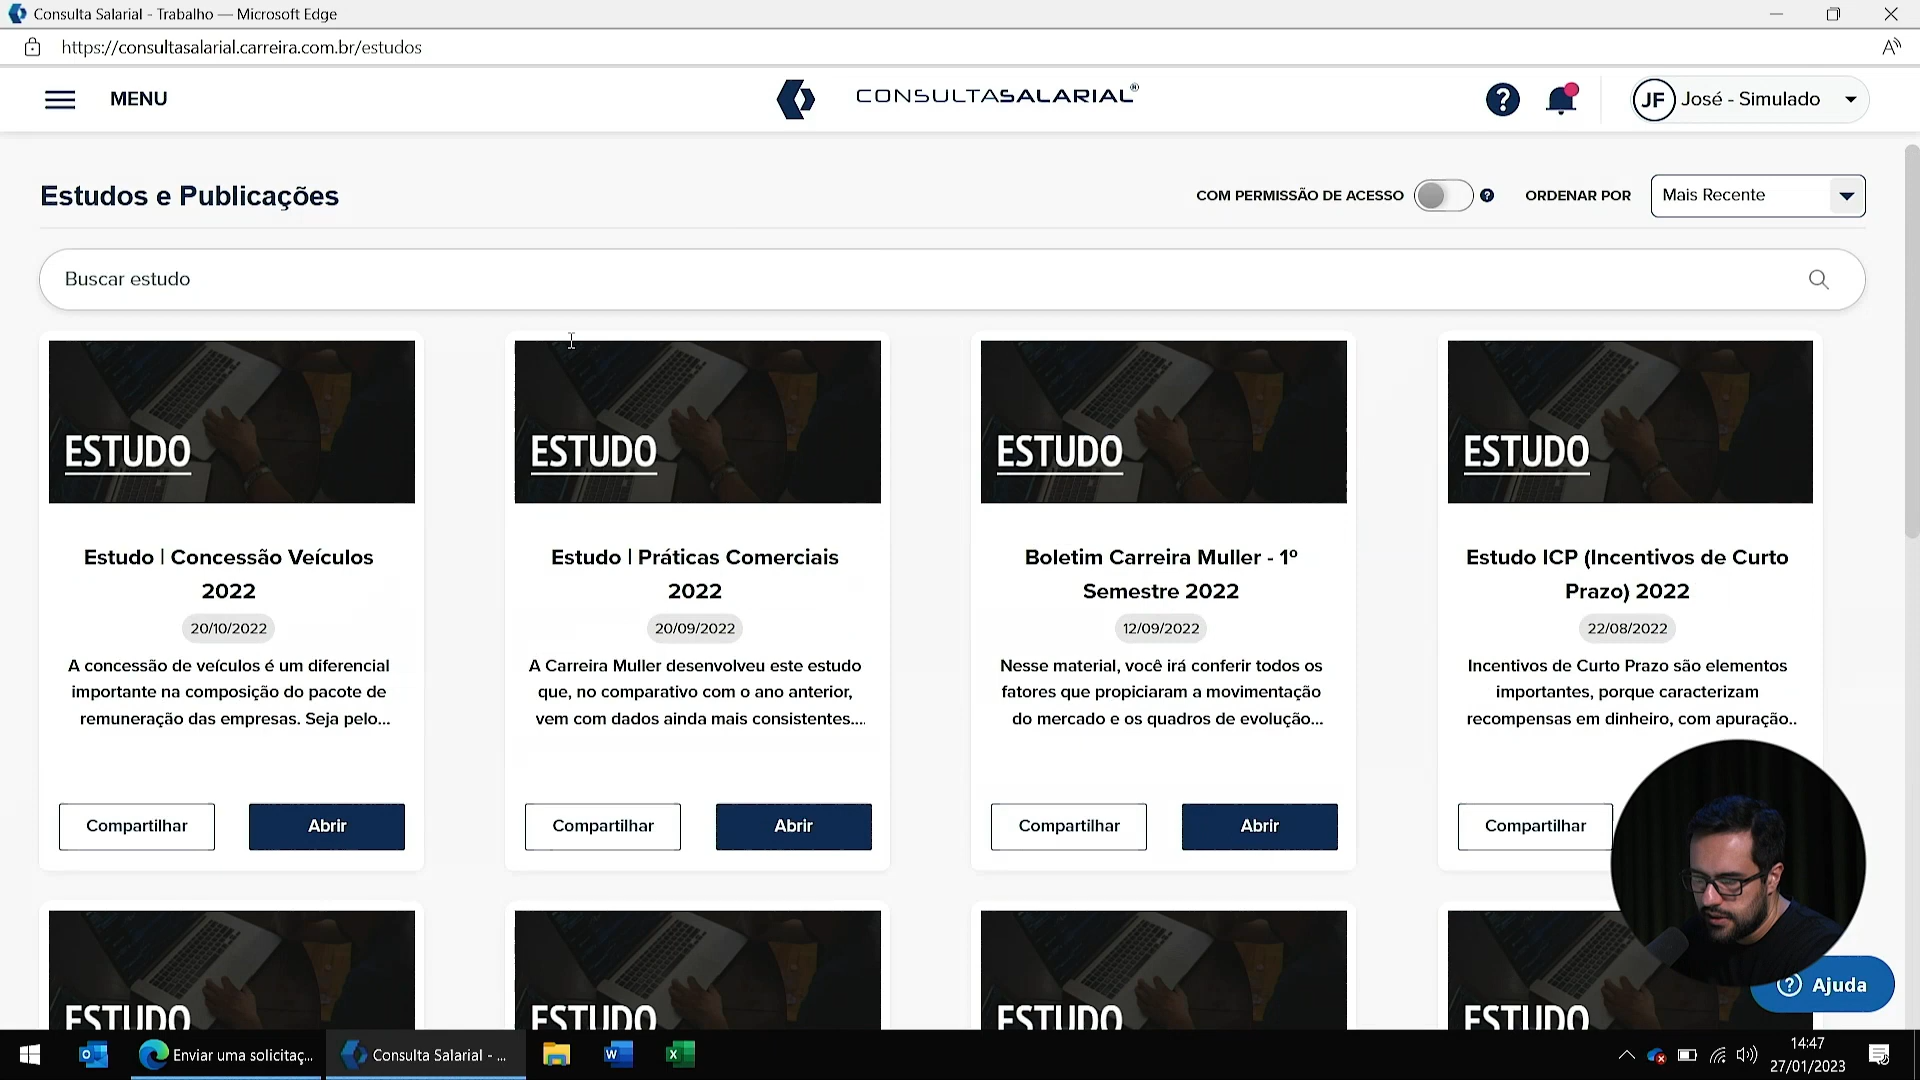 Consulta Salarial - Trabalho — Microsoft Edge
https://consultasalarial.carreira.com.br/estudos
MENU
CONSULTASALARIAL®
JF José - Simulado
Estudos e Publicações
COM PERMISSÃO DE ACESSO
ORDENAR POR
Mais Recente
Buscar estudo
ESTUDO
Estudo | Concessão Veículos
2022
20/10/2022
A concessão de veículos é um diferencial
importante na composição do pacote de
remuneração das empresas. Seja pelo...
Compartilhar
Abrir
ESTUDO
Estudo | Práticas Comerciais
2022
20/09/2022
A Carreira Muller desenvolveu este estudo
que, no comparativo com o ano anterior,
vem com dados ainda mais consistentes....
Compartilhar
Abrir
ESTUDO
Boletim Carreira Muller - 1º
Semestre 2022
12/09/2022
Nesse material, você irá conferir todos os
fatores que propiciaram a movimentação
do mercado e os quadros de evolução...
Compartilhar
Abrir
ESTUDO
Estudo ICP (Incentivos de Curto
Prazo) 2022
22/08/2022
Incentivos de Curto Prazo são elementos
importantes, porque caracterizam
recompensas em dinheiro, com apuração..
Compartilhar
ESTUDO
ESTUDO
ESTUDO
ESTUDO
? Ajuda
Enviar uma solicitaç...
Consulta Salarial - ...
14:47
27/01/2023